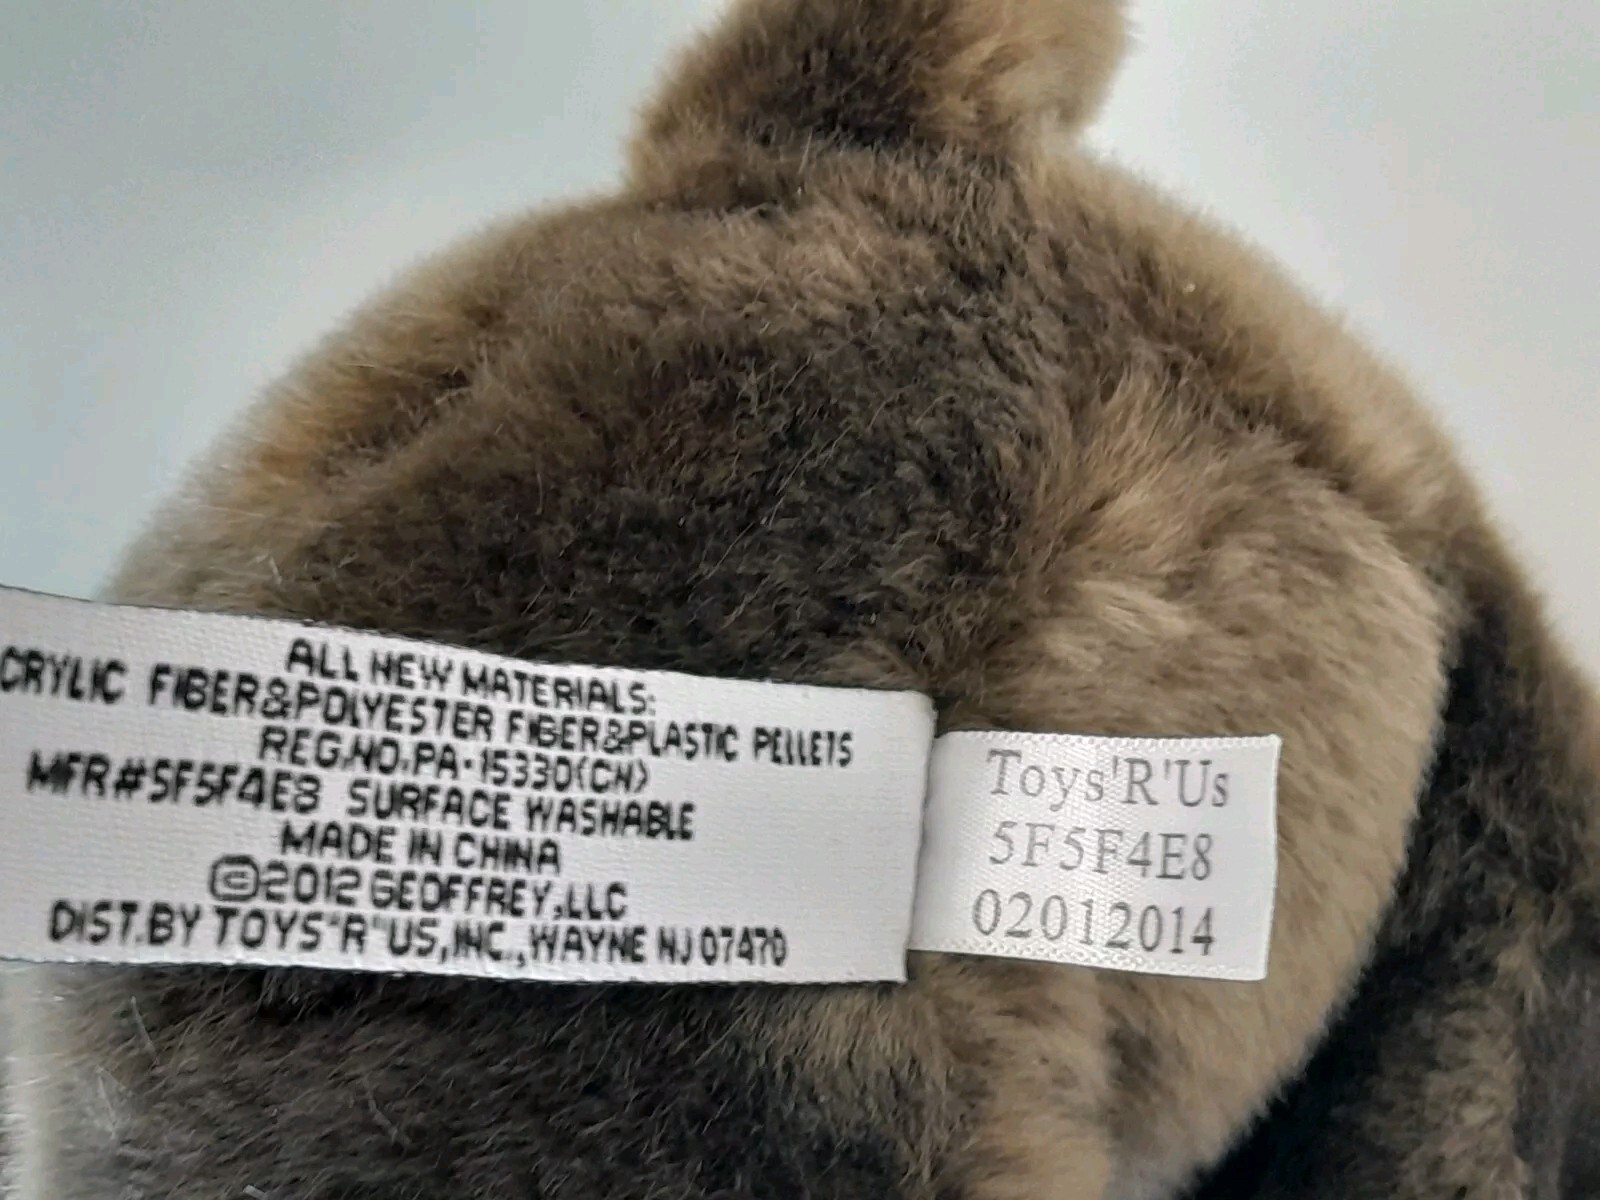 ALL NEW MATERIALS:
CRYLIC FIBER&POLYESTER FIBER&PLASTIC PELLETS
REG.NO.PA-15330(CN)
MFR#5F5F4E8 SURFACE WASHABLE
MADE IN CHINA
©2012 GEOFFREY,LLC
DIST.BY TOYS"R"US,INC.,WAYNE NJ 07470
Toys'R'Us
5F5F4E8
02012014